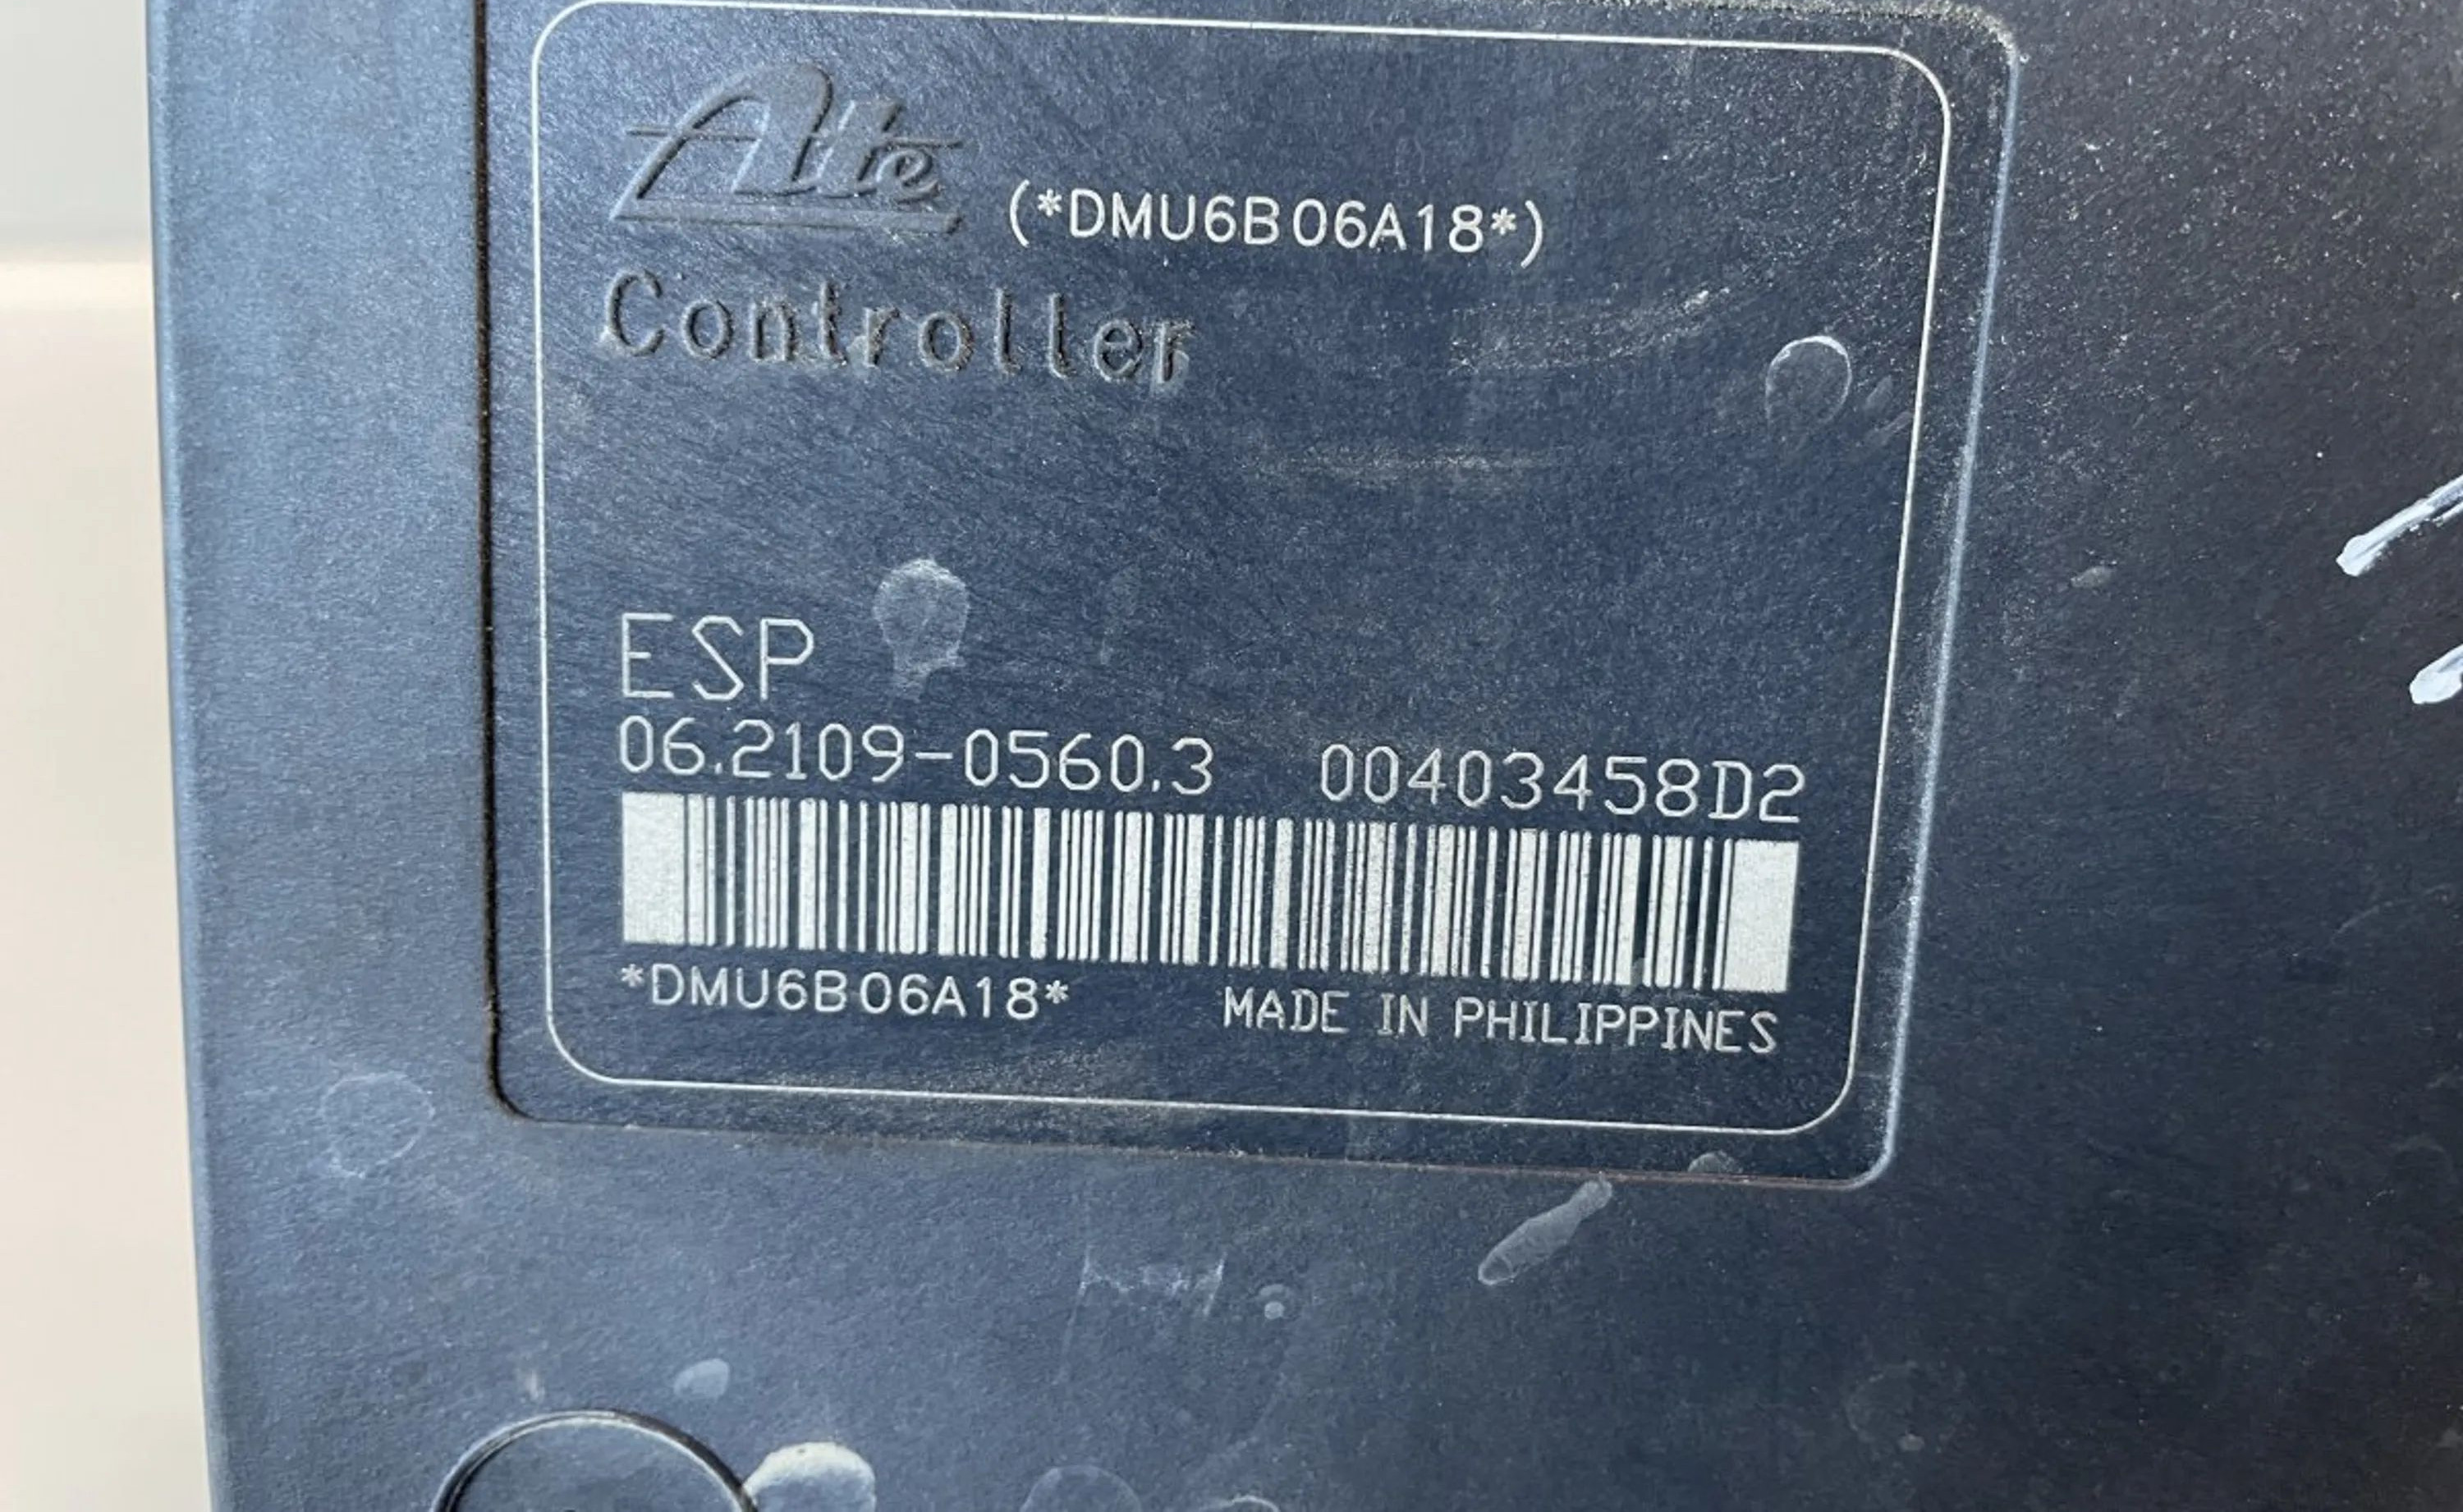 Ate
(*DMU6B06A18*)
Controller
ESP
06.2109-0560.3 00403458D2
*DMU6B06A18* MADE IN PHILIPPINES